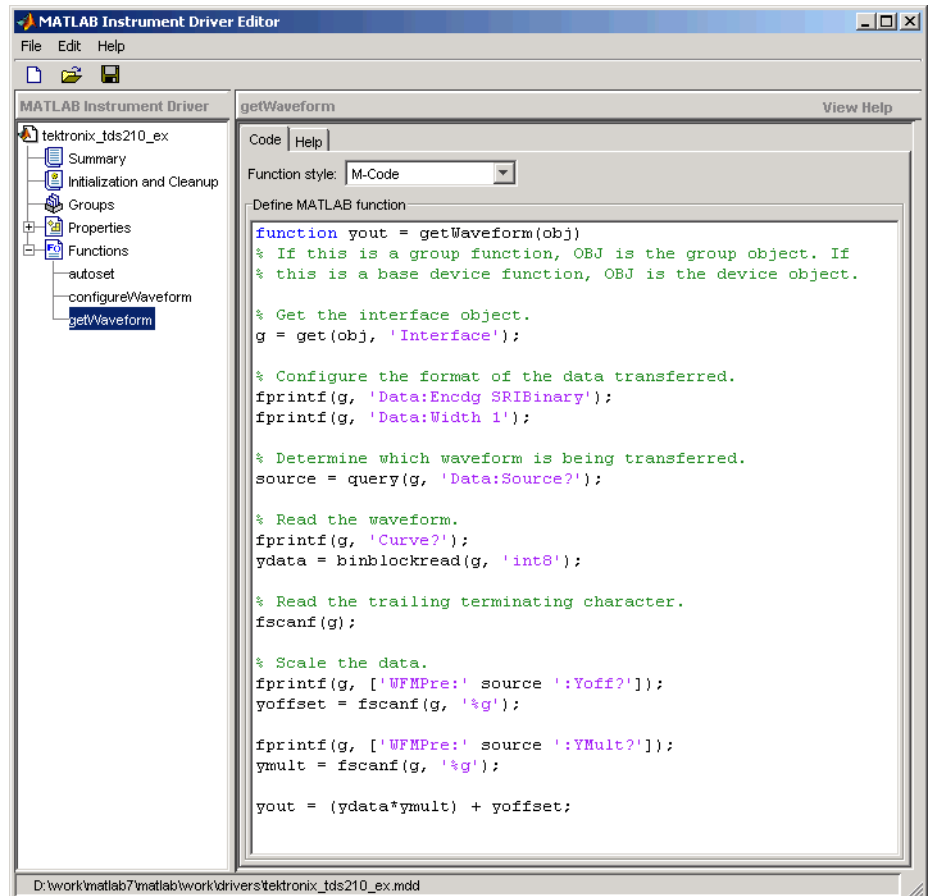 MATLAB Instrument Driver Editor
File Edit Help
MATLAB Instrument Driver
tektronix_tds210_ex
Summary
Initialization and Cleanup
Groups
Properties
Functions
autoset
configureWaveform
getWaveform
getWaveform View Help
Code Help
Function style: M-Code
Define MATLAB function
function yout = getWaveform(obj)
% If this is a group function, OBJ is the group object. If
% this is a base device function, OBJ is the device object.
% Get the interface object.
g = get(obj, 'Interface');
% Configure the format of the data transferred.
fprintf(g, 'Data:Encdg SRIBinary');
fprintf(g, 'Data:Width 1');
% Determine which waveform is being transferred.
source = query(g, 'Data:Source?');
% Read the waveform.
fprintf(g, 'Curve?');
ydata = binblockread(g, 'int8');
% Read the trailing terminating character.
fscanf(g);
% Scale the data.
fprintf(g, ['WFMPre:' source ':Yoff?']);
yoffset = fscanf(g, '%g');
fprintf(g, ['WFMPre:' source ':YMult?']);
ymult = fscanf(g, '%g');
yout = (ydata*ymult) + yoffset;
D:\work\matlab7\matlab\work\drivers\tektronix_tds210_ex.mdd